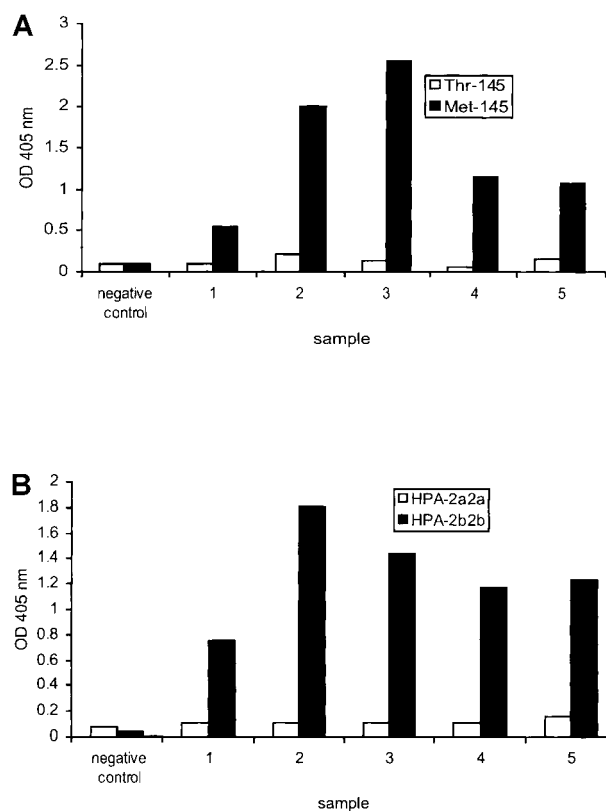 A
3
2.5
2
1.5
1
0.5
0
OD 405 nm
Thr-145
Met-145
negative
control
1
2
3
4
5
sample
B
2
1.8
1.6
1.4
1.2
1
0.8
0.6
0.4
0.2
0
OD 405 nm
HPA-2a2a
HPA-2b2b
negative
control
1
2
3
4
5
sample